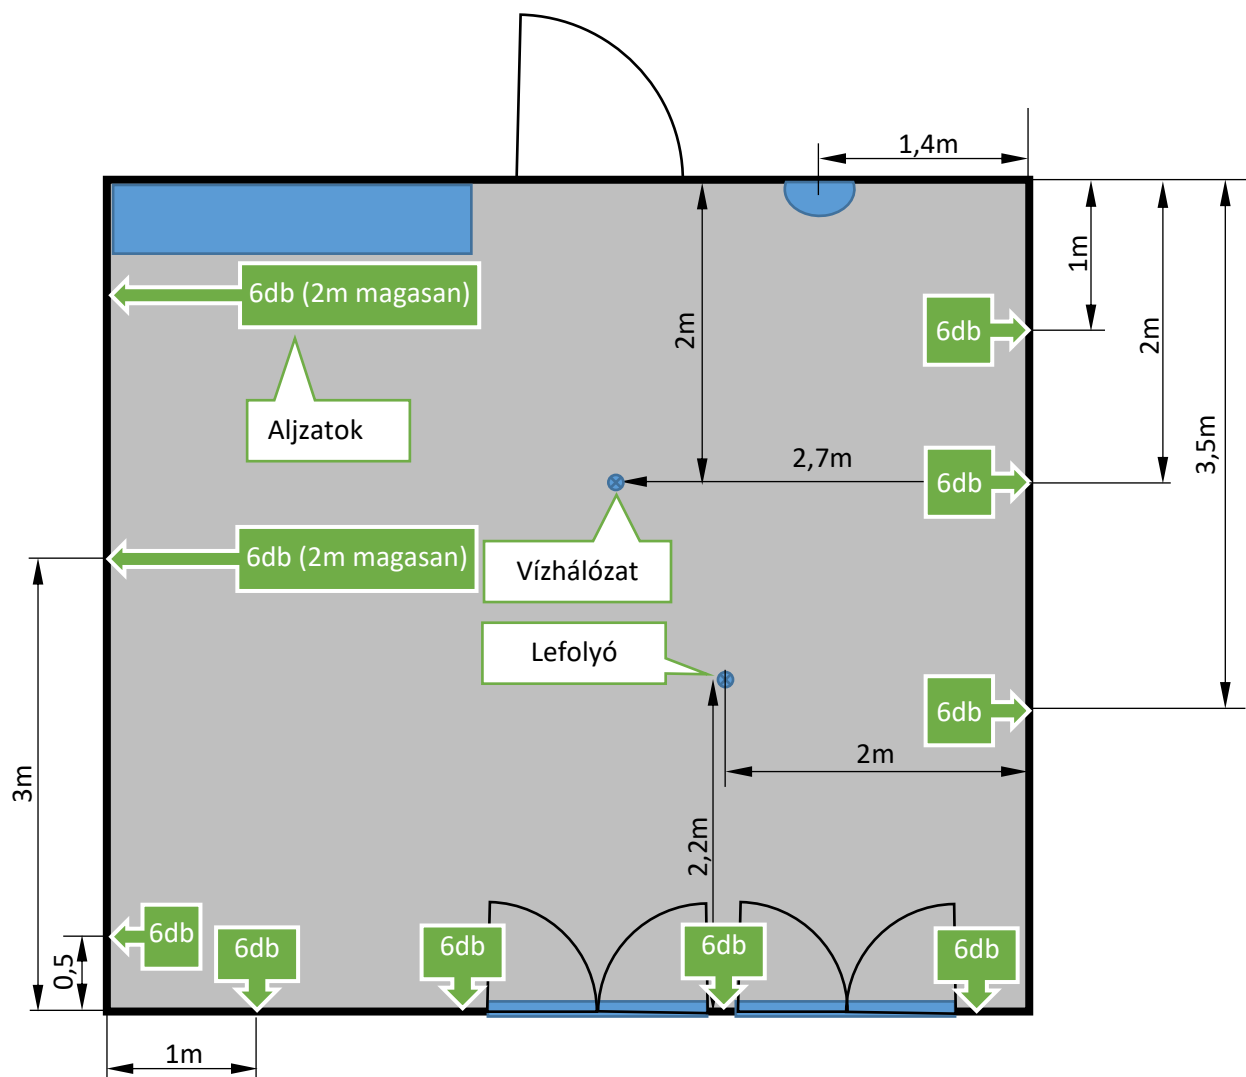 1,4m
1m
2m
3,5m
6db (2m magasan)
6db
2m
Aljzatok
2,7m
6db
6db (2m magasan)
Vízhálózat
Lefolyó
6db
2m
3m
2,2m
6db
6db
6db
6db
6db
0,5
1m